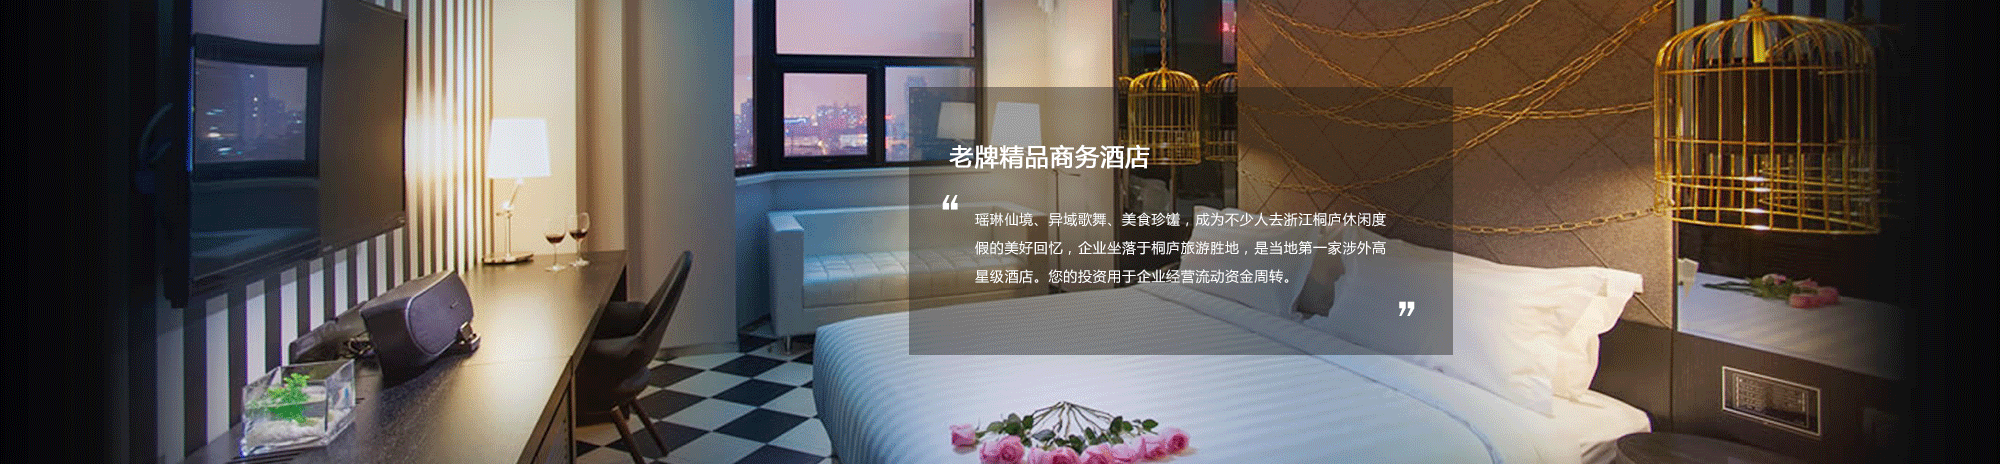 老牌精品商务酒店
❝
瑶琳仙境、异域歌舞、美食珍馐，成为不少人去浙江桐庐休闲度
假的美好回忆，企业坐落于桐庐旅游胜地，是当地第一家涉外高
星级酒店。您的投资用于企业经营流动资金周转。
❞